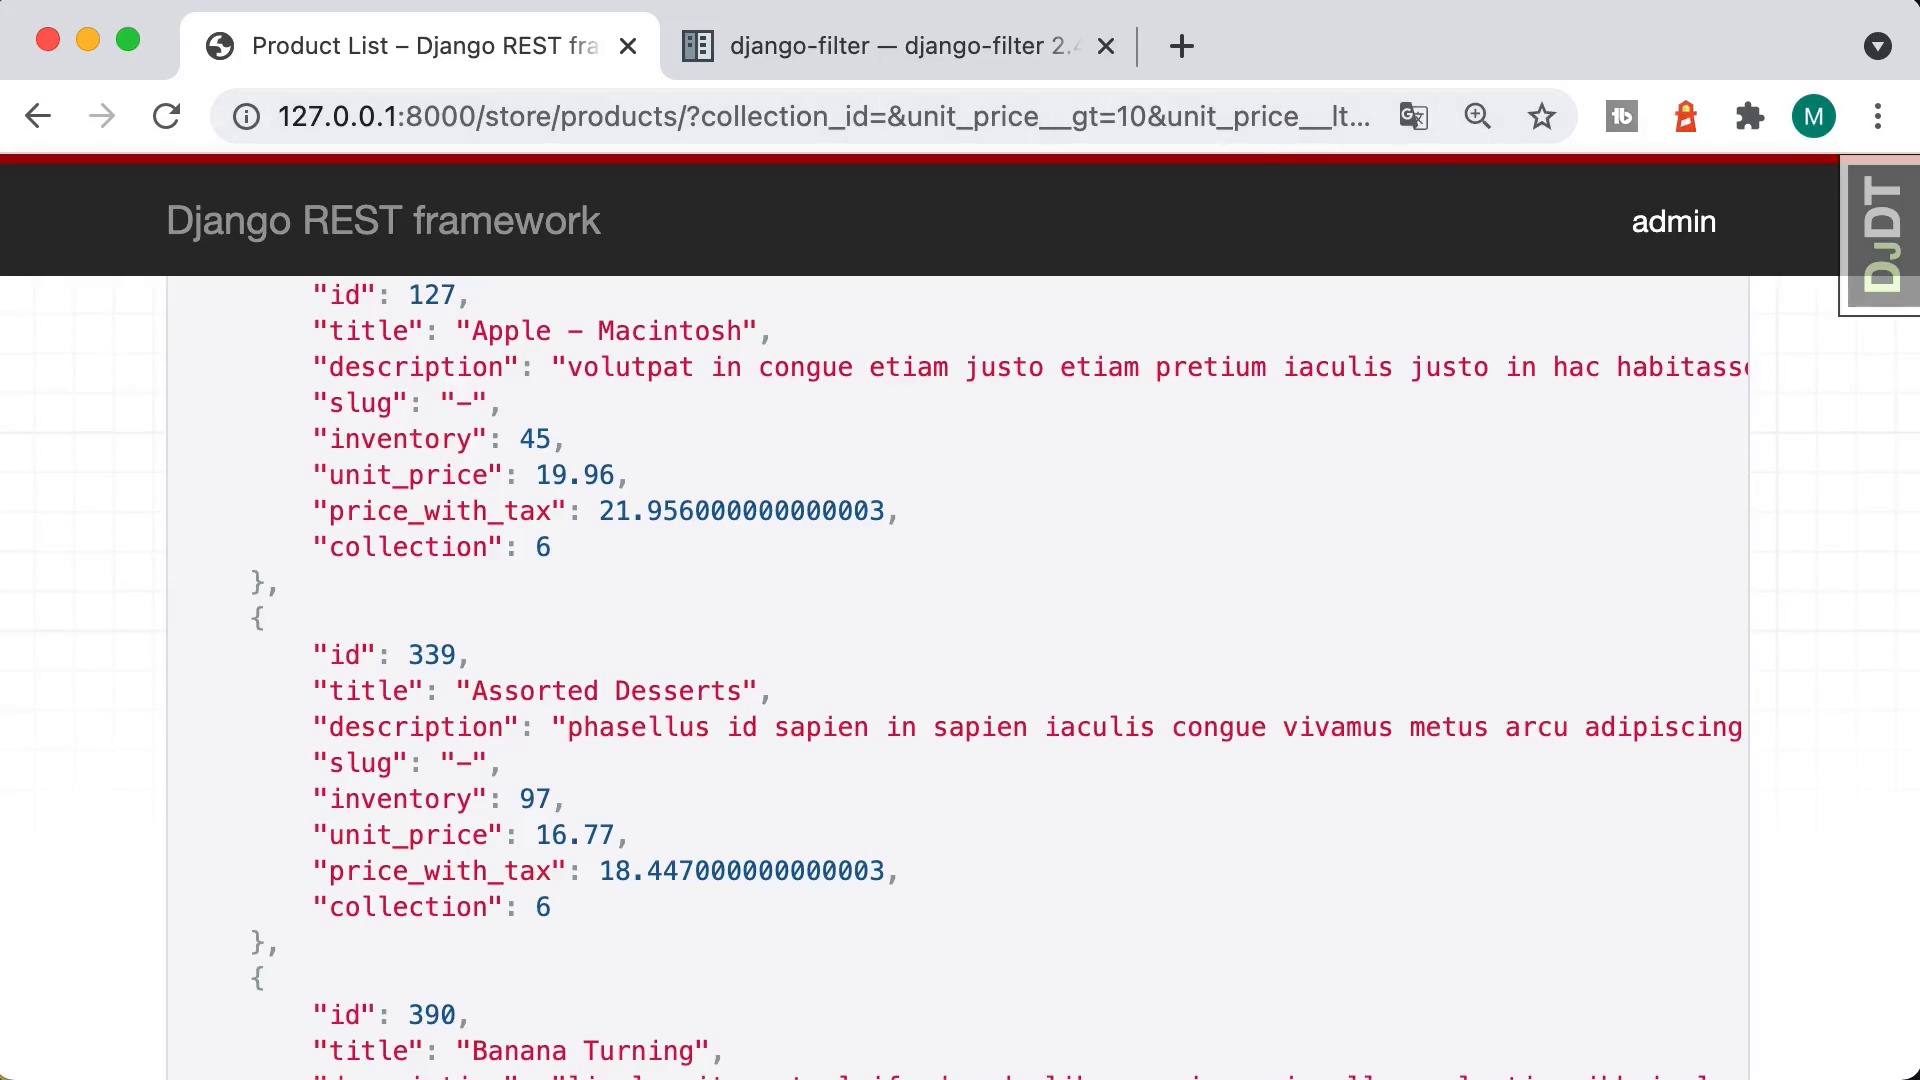 Product List – Django REST fra
django-filter — django-filter 2.4
127.0.0.1:8000/store/products/?collection_id=&unit_price__gt=10&unit_price__lt...
M
Django REST framework
admin
DJDT
"id": 127,
"title": "Apple - Macintosh",
"description": "volutpat in congue etiam justo etiam pretium iaculis justo in hac habitasse
"slug": "-",
"inventory": 45,
"unit_price": 19.96,
"price_with_tax": 21.956000000000003,
"collection": 6
},
{
"id": 339,
"title": "Assorted Desserts",
"description": "phasellus id sapien in sapien iaculis congue vivamus metus arcu adipiscing
"slug": "-",
"inventory": 97,
"unit_price": 16.77,
"price_with_tax": 18.447000000000003,
"collection": 6
},
{
"id": 390,
"title": "Banana Turning",